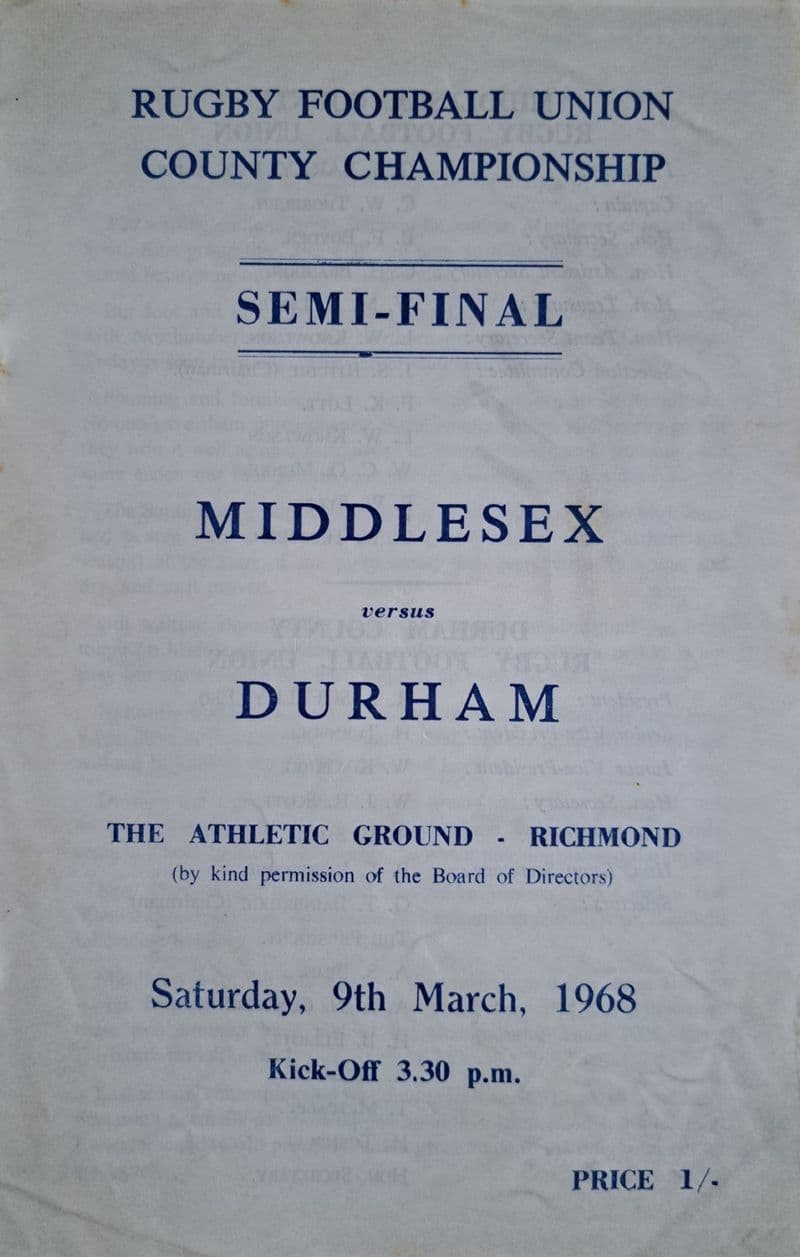 RUGBY FOOTBALL UNION
COUNTY CHAMPIONSHIP
SEMI-FINAL
MIDDLESEX
versus
DURHAM
THE ATHLETIC GROUND - RICHMOND
(by kind permission of the Board of Directors)
Saturday, 9th March, 1968
Kick-Off 3.30 p.m.
PRICE 1/-